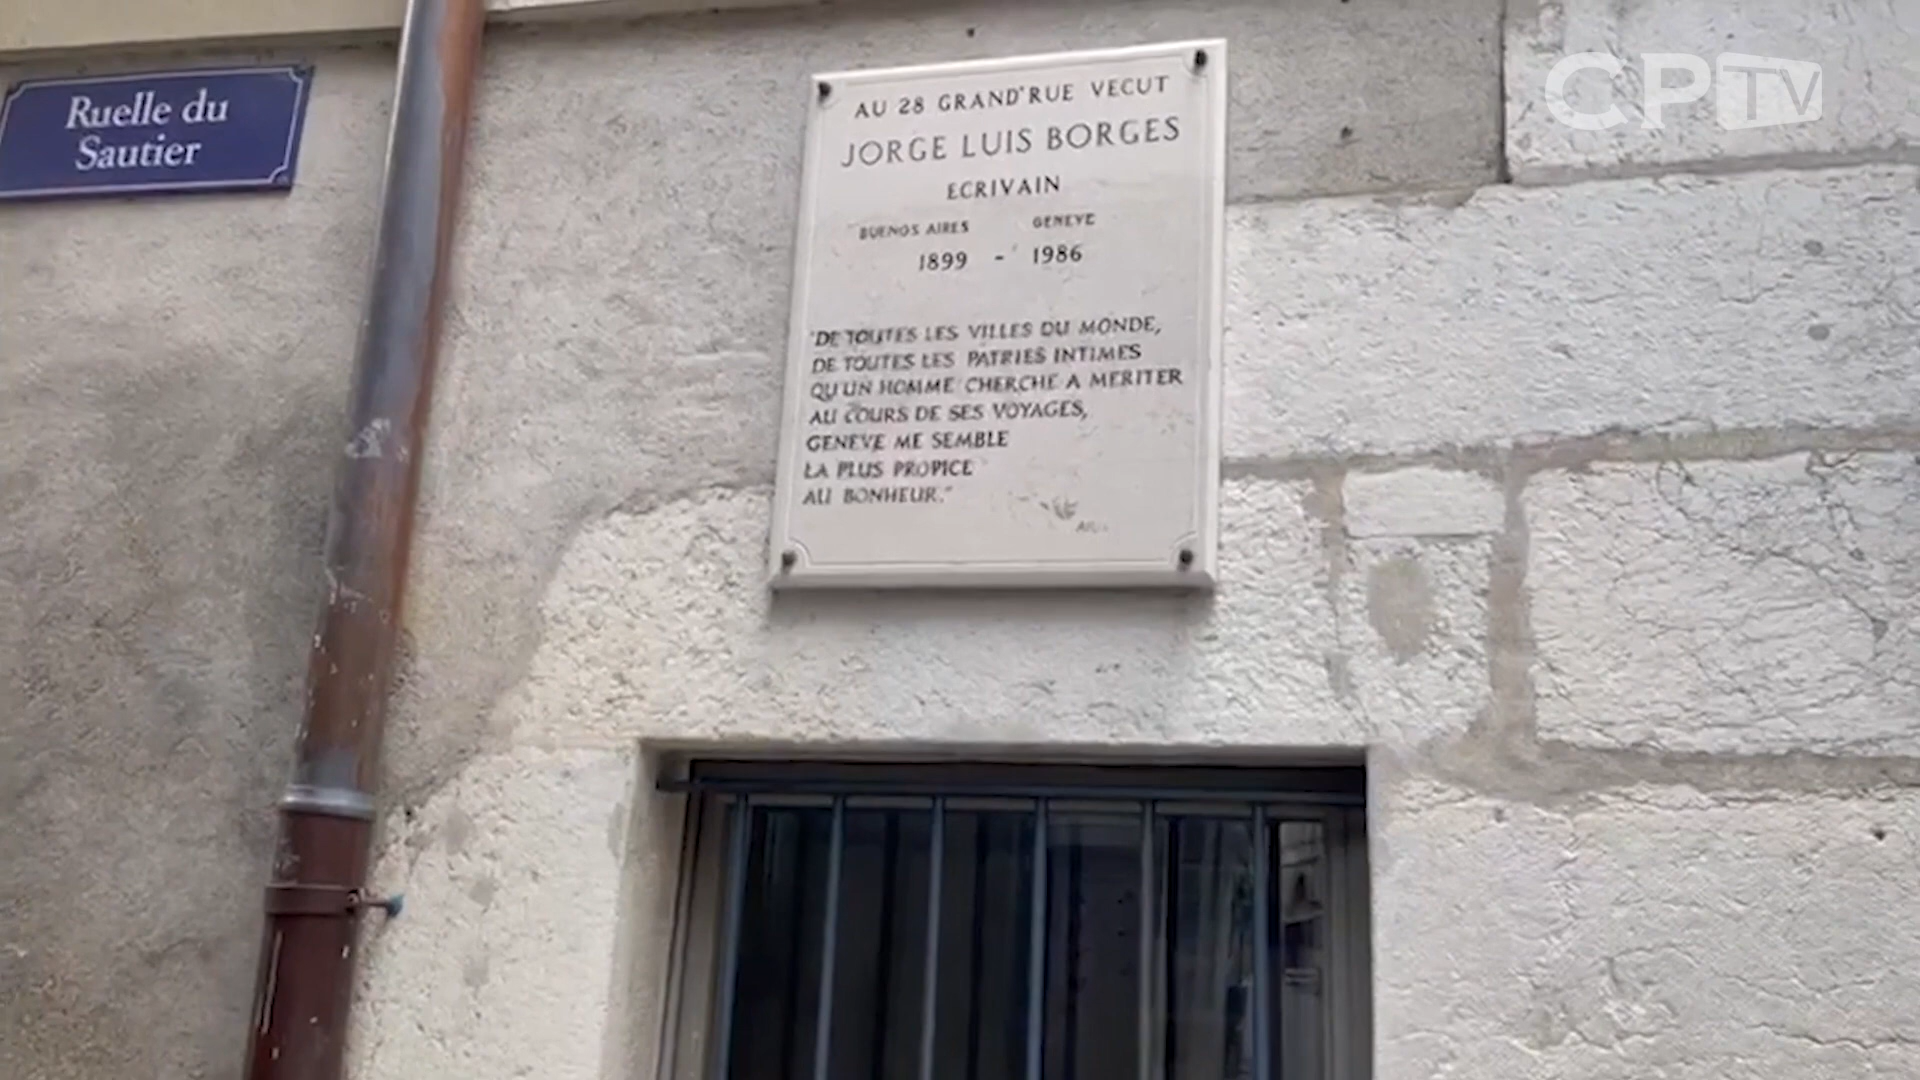 Ruelle du
Sautier
CPTV
AU 28 GRAND'RUE VECUT
JORGE LUIS BORGES
ECRIVAIN
BUENOS AIRES GENEVE
1899 - 1986
"DE TOUTES LES VILLES DU MONDE,
DE TOUTES LES PATRIES INTIMES
QU'UN HOMME CHERCHE A MERITER
AU COURS DE SES VOYAGES,
GENEVE ME SEMBLE
LA PLUS PROPICE
AU BONHEUR."